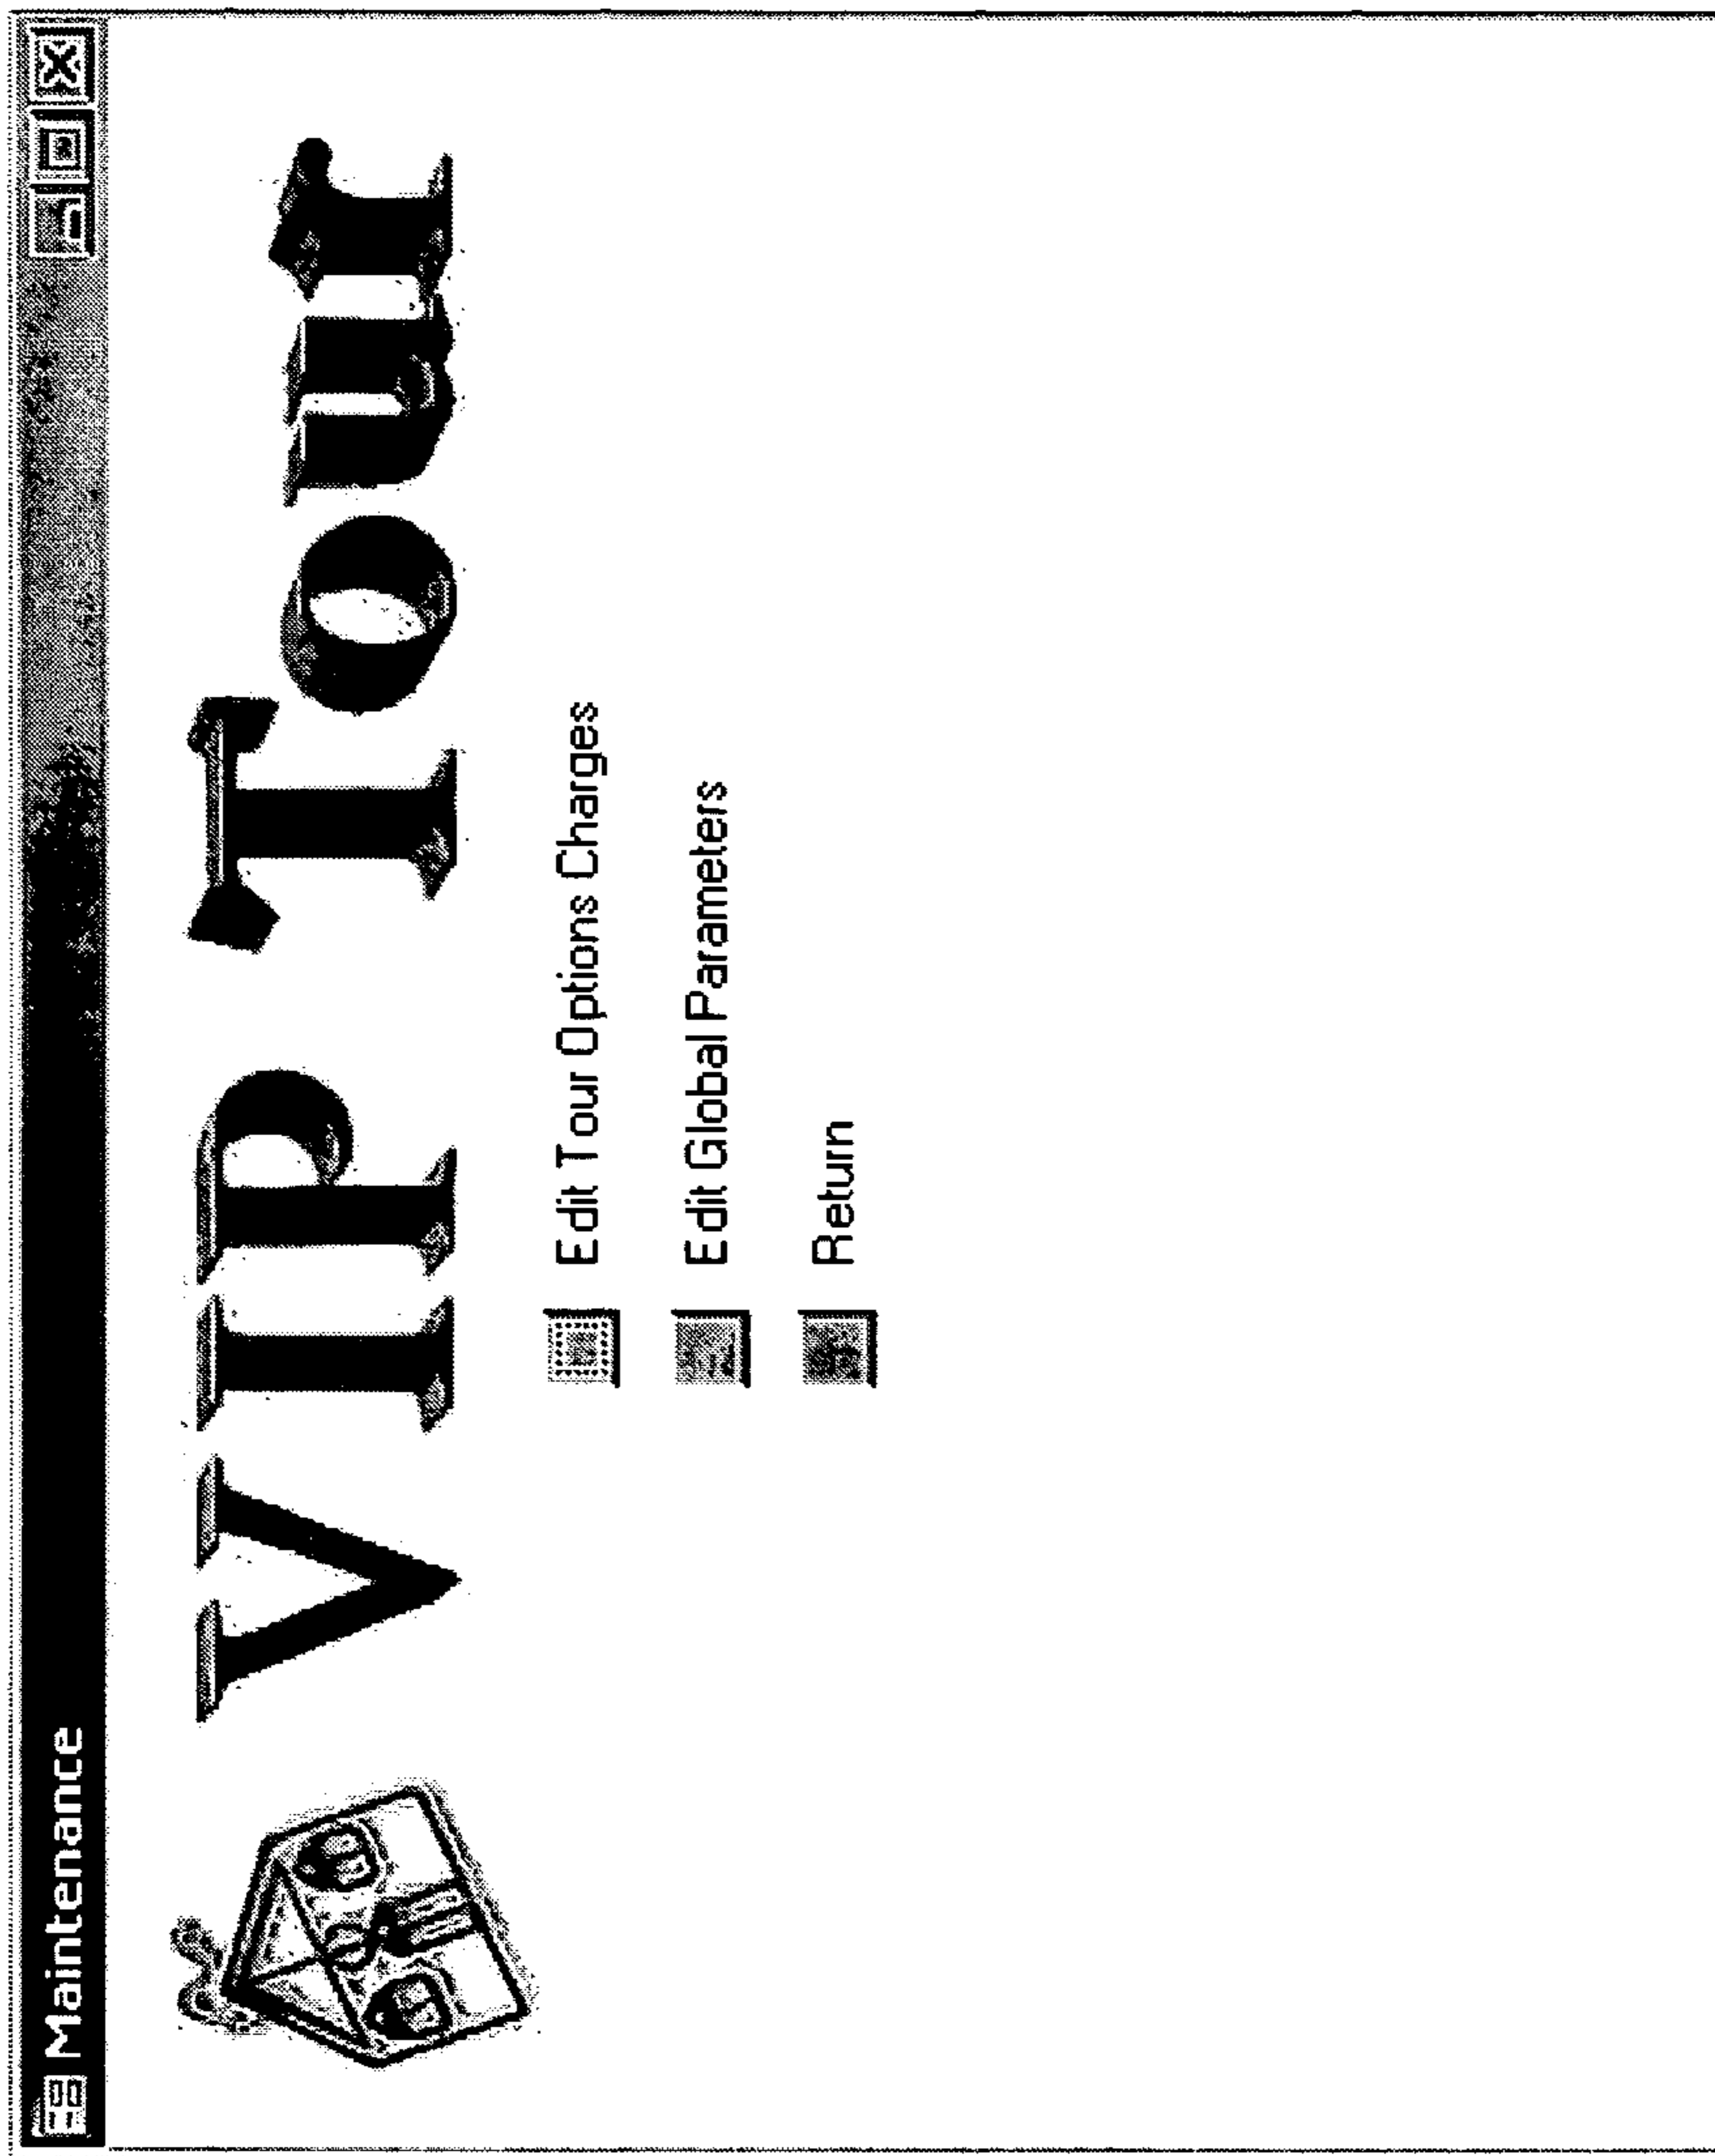 Maintenance
VIP Tour
Edit Tour Options Charges
Edit Global Parameters
Return